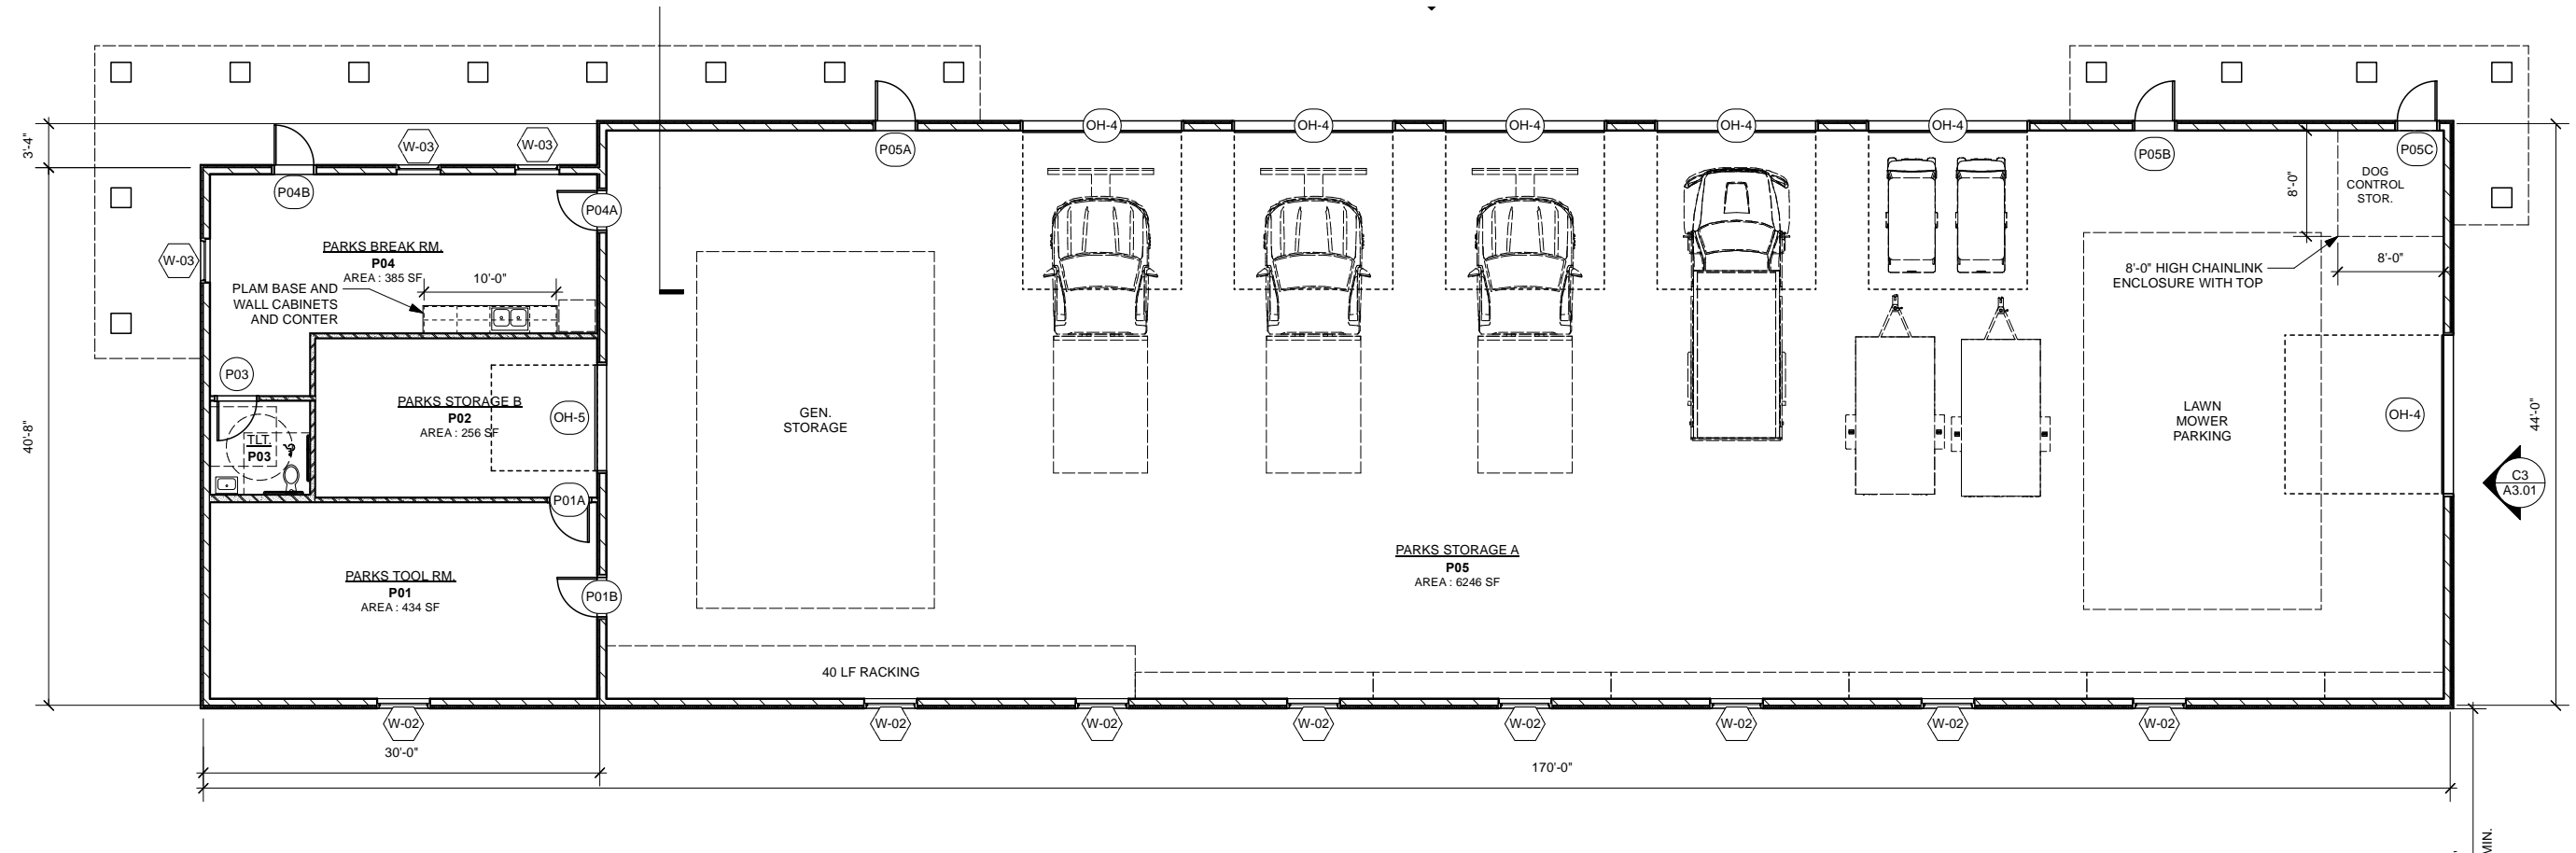 OH-4
OH-4
OH-4
OH-4
OH-4
3'-4"
W-03
W-03
P05A
P05B
P05C
P04B
P04A
DOG
CONTROL
STOR.
8'-0"
W-03
PARKS BREAK RM.
P04
AREA : 385 SF
10'-0"
PLAM BASE AND
WALL CABINETS
AND CONTER
8'-0" HIGH CHAINLINK
ENCLOSURE WITH TOP
8'-0"
P03
PARKS STORAGE B
P02
AREA : 256 SF
OH-5
GEN.
STORAGE
LAWN
MOWER
PARKING
OH-4
44'-0"
40'-8"
TLT.
P03
C3
A3.01
P01A
PARKS STORAGE A
P05
AREA : 6246 SF
PARKS TOOL RM.
P01
AREA : 434 SF
P01B
40 LF RACKING
W-02
W-02
W-02
W-02
W-02
W-02
W-02
W-02
30'-0"
170'-0"
MIN.